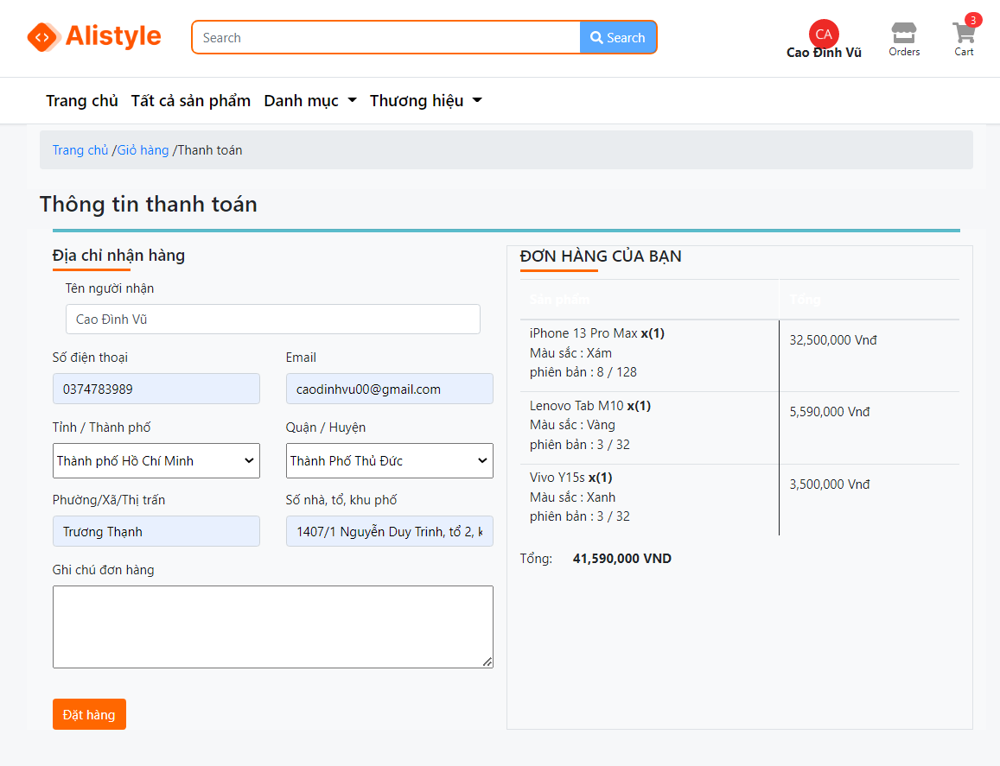 Alistyle
Search
Search
CA
Cao Đình Vũ
Orders
3
Cart
Trang chủ Tất cả sản phẩm Danh mục Thương hiệu
Trang chủ /Giỏ hàng /Thanh toán
Thông tin thanh toán
Địa chỉ nhận hàng
Tên người nhận
Cao Đình Vũ
Số điện thoại Email
0374783989 caodinhvu00@gmail.com
Tỉnh / Thành phố Quận / Huyện
Thành phố Hồ Chí Minh Thành Phố Thủ Đức
Phường/Xã/Thị trấn Số nhà, tổ, khu phố
Trương Thạnh 1407/1 Nguyễn Duy Trinh, tổ 2, k
Ghi chú đơn hàng
Đặt hàng
ĐƠN HÀNG CỦA BẠN
Sản phẩm Tổng
iPhone 13 Pro Max x(1) 32,500,000 Vnđ
Màu sắc : Xám
phiên bản : 8 / 128
Lenovo Tab M10 x(1) 5,590,000 Vnđ
Màu sắc : Vàng
phiên bản : 3 / 32
Vivo Y15s x(1) 3,500,000 Vnđ
Màu sắc : Xanh
phiên bản : 3 / 32
Tổng: 41,590,000 VND